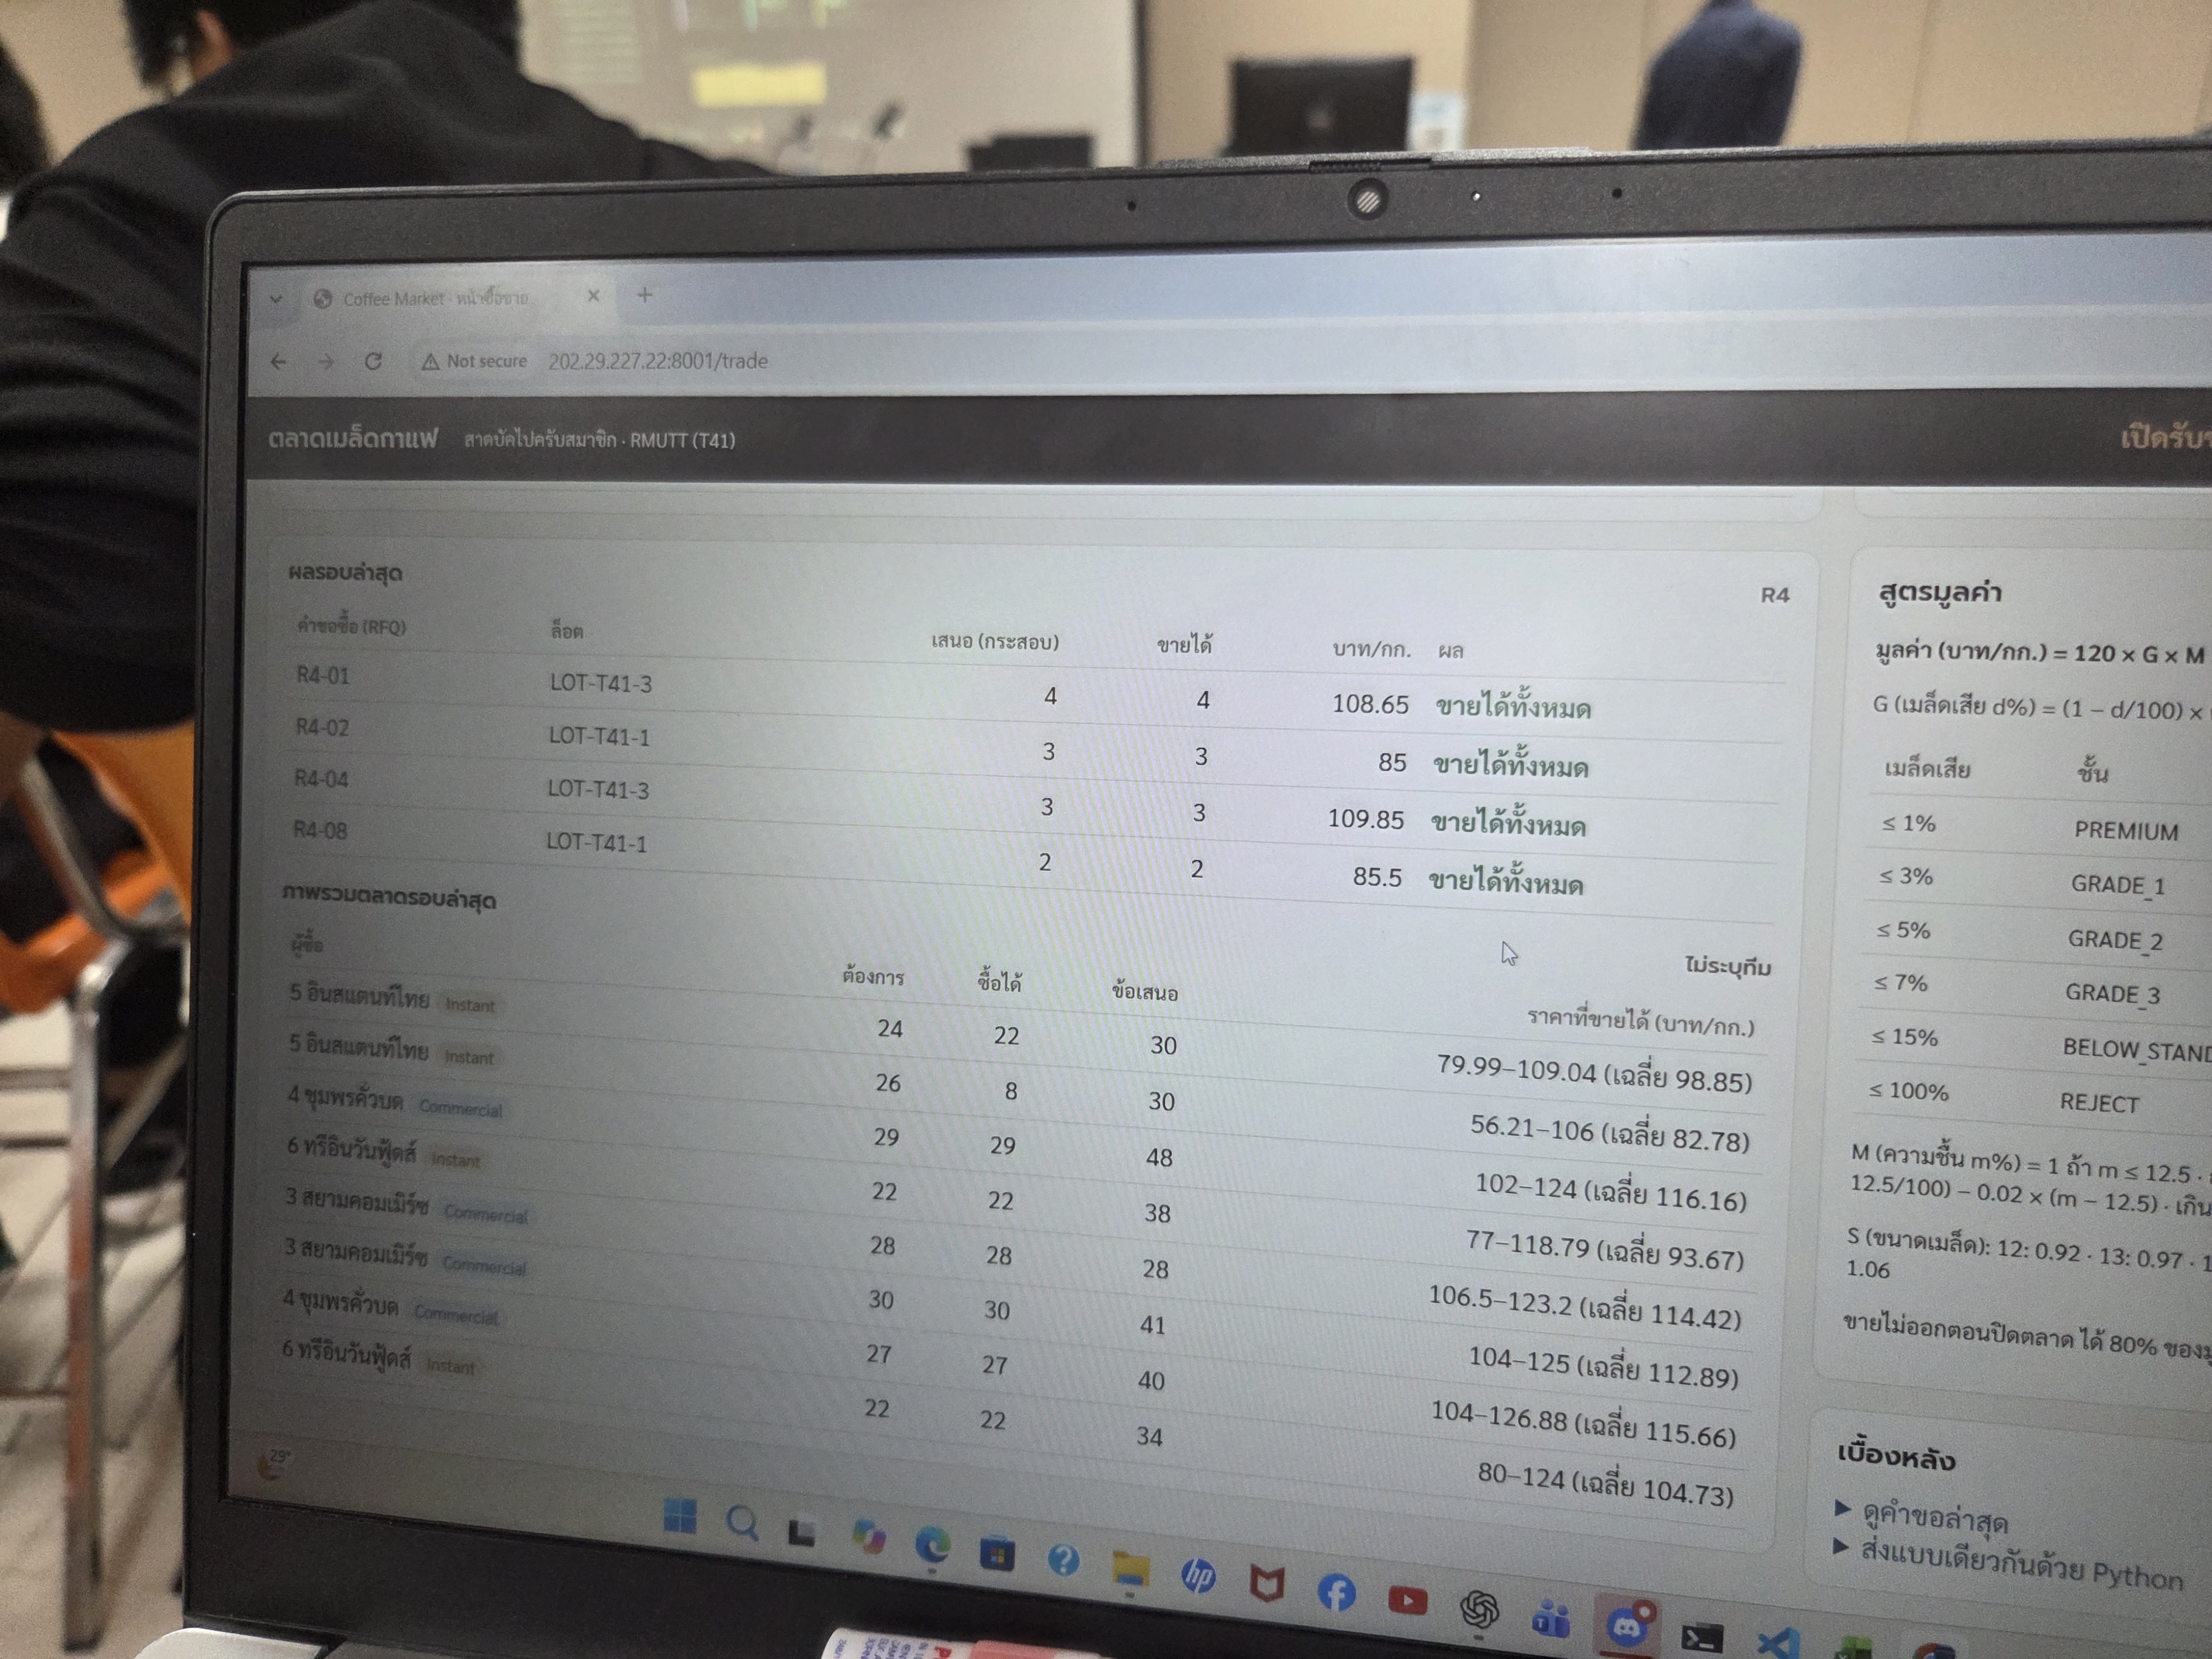 Coffee Market - หน้าซื้อขาย
Not secure 202.29.227.22:8001/trade
ตลาดเมล็ดกาแฟ สาดบัคไปครับสมาชิก · RMUTT (T41)
ผลรอบล่าสุด R4
คำขอซื้อ (RFQ) ล็อต เสนอ (กระสอบ) ขายได้ บาท/กก. ผล
R4-01 LOT-T41-3 4 4 108.65 ขายได้ทั้งหมด
R4-02 LOT-T41-1 3 3 85 ขายได้ทั้งหมด
R4-04 LOT-T41-3 3 3 109.85 ขายได้ทั้งหมด
R4-08 LOT-T41-1 2 2 85.5 ขายได้ทั้งหมด
ภาพรวมตลาดรอบล่าสุด ไม่ระบุทีม
ผู้ซื้อ ต้องการ ซื้อได้ ข้อเสนอ ราคาที่ขายได้ (บาท/กก.)
5 อินสแตนท์ไทย Instant 24 22 30 79.99–109.04 (เฉลี่ย 98.85)
5 อินสแตนท์ไทย Instant 26 8 30 56.21–106 (เฉลี่ย 82.78)
4 ชุมพรคั่วบด Commercial 29 29 48 102–124 (เฉลี่ย 116.16)
6 ทรีอินวันฟู้ดส์ Instant 22 22 38 77–118.79 (เฉลี่ย 93.67)
3 สยามคอมเมิร์ซ Commercial 28 28 28 106.5–123.2 (เฉลี่ย 114.42)
3 สยามคอมเมิร์ซ Commercial 30 30 41 104–125 (เฉลี่ย 112.89)
4 ชุมพรคั่วบด Commercial 27 27 40 104–126.88 (เฉลี่ย 115.66)
6 ทรีอินวันฟู้ดส์ Instant 22 22 34 80–124 (เฉลี่ย 104.73)
สูตรมูลค่า
มูลค่า (บาท/กก.) = 120 × G × M
G (เมล็ดเสีย d%) = (1 – d/100) ×
เมล็ดเสีย ชั้น
≤ 1% PREMIUM
≤ 3% GRADE_1
≤ 5% GRADE_2
≤ 7% GRADE_3
≤ 15% BELOW_STAND
≤ 100% REJECT
M (ความชื้น m%) = 1 ถ้า m ≤ 12.5 ·
12.5/100) – 0.02 × (m – 12.5) · เกิน
S (ขนาดเมล็ด): 12: 0.92 · 13: 0.97 · 1
1.06
ขายไม่ออกตอนปิดตลาด ได้ 80% ของ
เบื้องหลัง
▶ ดูคำขอล่าสุด
▶ ส่งแบบเดียวกันด้วย Python
เปิดรับ
29°
hp